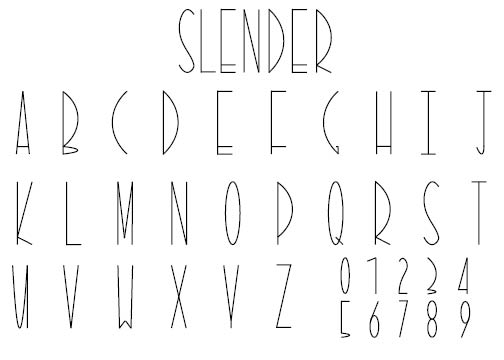 SLENDER
A B C D E F G H I J
K L M N O P Q R S T
U V W X Y Z
0 1 2 3 4
5 6 7 8 9